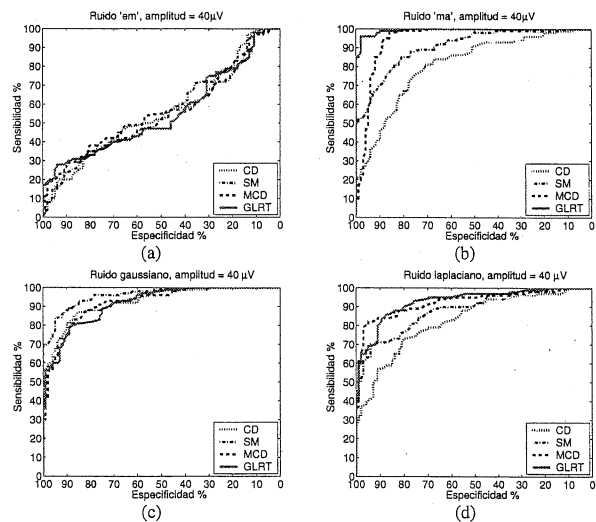 Ruido 'em', amplitud = 40μV
Sensibilidad %
100
90
80
70
60
50
40
30
20
10
0
CD
SM
MCD
GLRT
100 90 80 70 60 50 40 30 20 10 0
Especificidad %
(a)
Ruido 'ma', amplitud = 40μV
Sensibilidad %
100
90
80
70
60
50
40
30
20
10
0
CD
SM
MCD
GLRT
100 90 80 70 60 50 40 30 20 10 0
Especificidad %
(b)
Ruido gaussiano, amplitud = 40 μV
Sensibilidad %
100
90
80
70
60
50
40
30
20
10
0
CD
SM
MCD
GLRT
100 90 80 70 60 50 40 30 20 10 0
Especificidad %
(c)
Ruido laplaciano, amplitud = 40 μV
Sensibilidad %
100
90
80
70
60
50
40
30
20
10
0
CD
SM
MCD
GLRT
100 90 80 70 60 50 40 30 20 10 0
Especificidad %
(d)